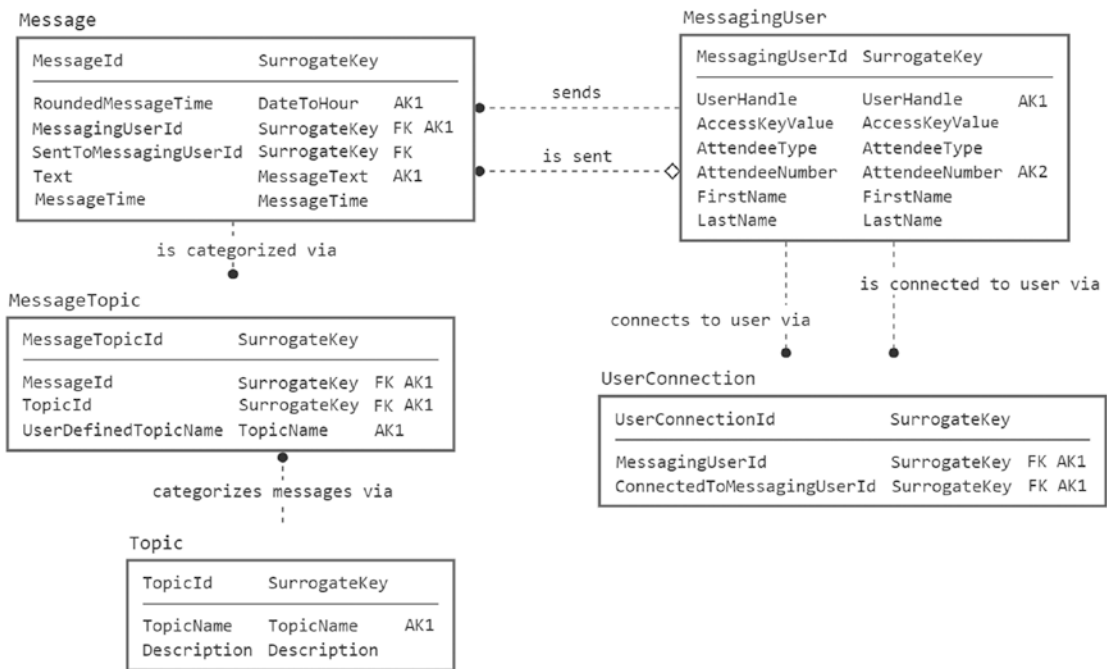 Message
MessageId SurrogateKey
RoundedMessageTime DateToHour AK1
MessagingUserId SurrogateKey FK AK1
SentToMessagingUserId SurrogateKey FK
Text MessageText AK1
MessageTime MessageTime
sends
is sent
MessagingUser
MessagingUserId SurrogateKey
UserHandle UserHandle AK1
AccessKeyValue AccessKeyValue
AttendeeType AttendeeType
AttendeeNumber AttendeeNumber AK2
FirstName FirstName
LastName LastName
is categorized via
is connected to user via
connects to user via
MessageTopic
MessageTopicId SurrogateKey
MessageId SurrogateKey FK AK1
TopicId SurrogateKey FK AK1
UserDefinedTopicName TopicName AK1
UserConnection
UserConnectionId SurrogateKey
MessagingUserId SurrogateKey FK AK1
ConnectedToMessagingUserId SurrogateKey FK AK1
categorizes messages via
Topic
TopicId SurrogateKey
TopicName TopicName AK1
Description Description